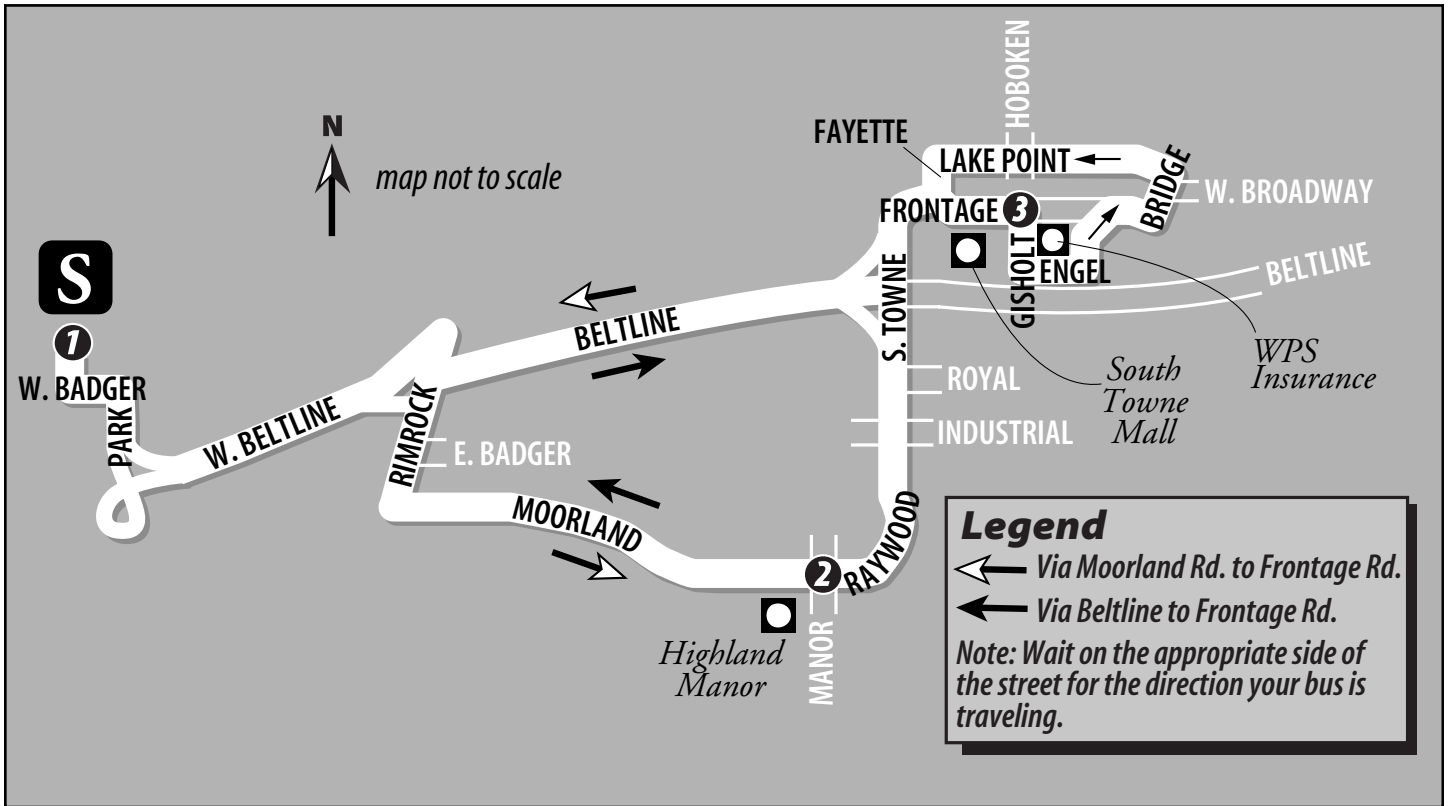 HOBOKEN
FAYETTE
N
LAKE POINT
map not to scale
BRIDGE
W. BROADWAY
FRONTAGE 3
S
GISHOLT
ENGEL
BELTLINE
S. TOWNE
1
BELTLINE
WPS
Insurance
W. BADGER
South
Towne
Mall
ROYAL
PARK
W. BELTLINE
RIMROCK
E. BADGER
INDUSTRIAL
MOORLAND
RAYWOOD
2
Highland
Manor
MANOR
Legend
Via Moorland Rd. to Frontage Rd.
Via Beltline to Frontage Rd.
Note: Wait on the appropriate side of
the street for the direction your bus is
traveling.